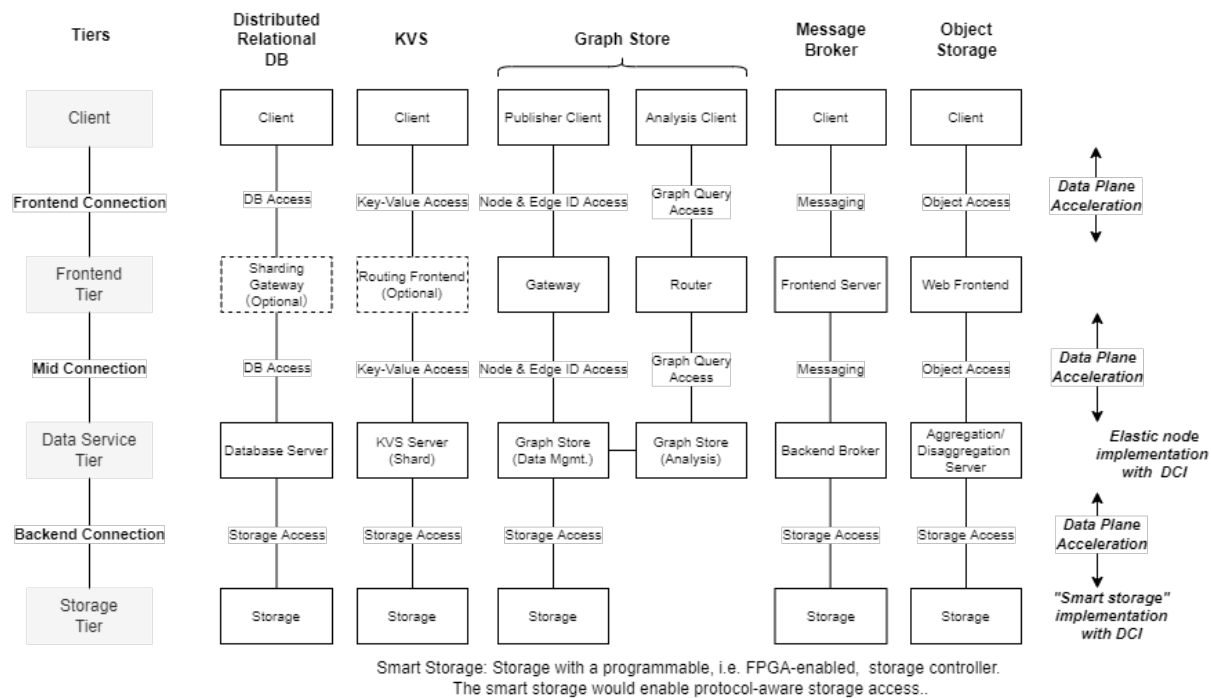 Tiers
Distributed
Relational
DB
KVS
Graph Store
Message
Broker
Object
Storage
Client
Client
Client
Publisher Client
Analysis Client
Client
Client
Frontend Connection
DB Access
Key-Value Access
Node & Edge ID Access
Graph Query
Access
Messaging
Object Access
Data Plane
Acceleration
Frontend
Tier
Sharding
Gateway
(Optional)
Routing Frontend
(Optional)
Gateway
Router
Frontend Server
Web Frontend
Mid Connection
DB Access
Key-Value Access
Node & Edge ID Access
Graph Query
Access
Messaging
Object Access
Data Plane
Acceleration
Data Service
Tier
Database Server
KVS Server
(Shard)
Graph Store
(Data Mgmt.)
Graph Store
(Analysis)
Backend Broker
Aggregation/
Disaggregation
Server
Elastic node
implementation
with DCI
Backend Connection
Storage Access
Storage Access
Storage Access
Storage Access
Storage Access
Data Plane
Acceleration
Storage
Tier
Storage
Storage
Storage
Storage
Storage
"Smart storage"
implementation
with DCI
Smart Storage: Storage with a programmable, i.e. FPGA-enabled, storage controller.
The smart storage would enable protocol-aware storage access..